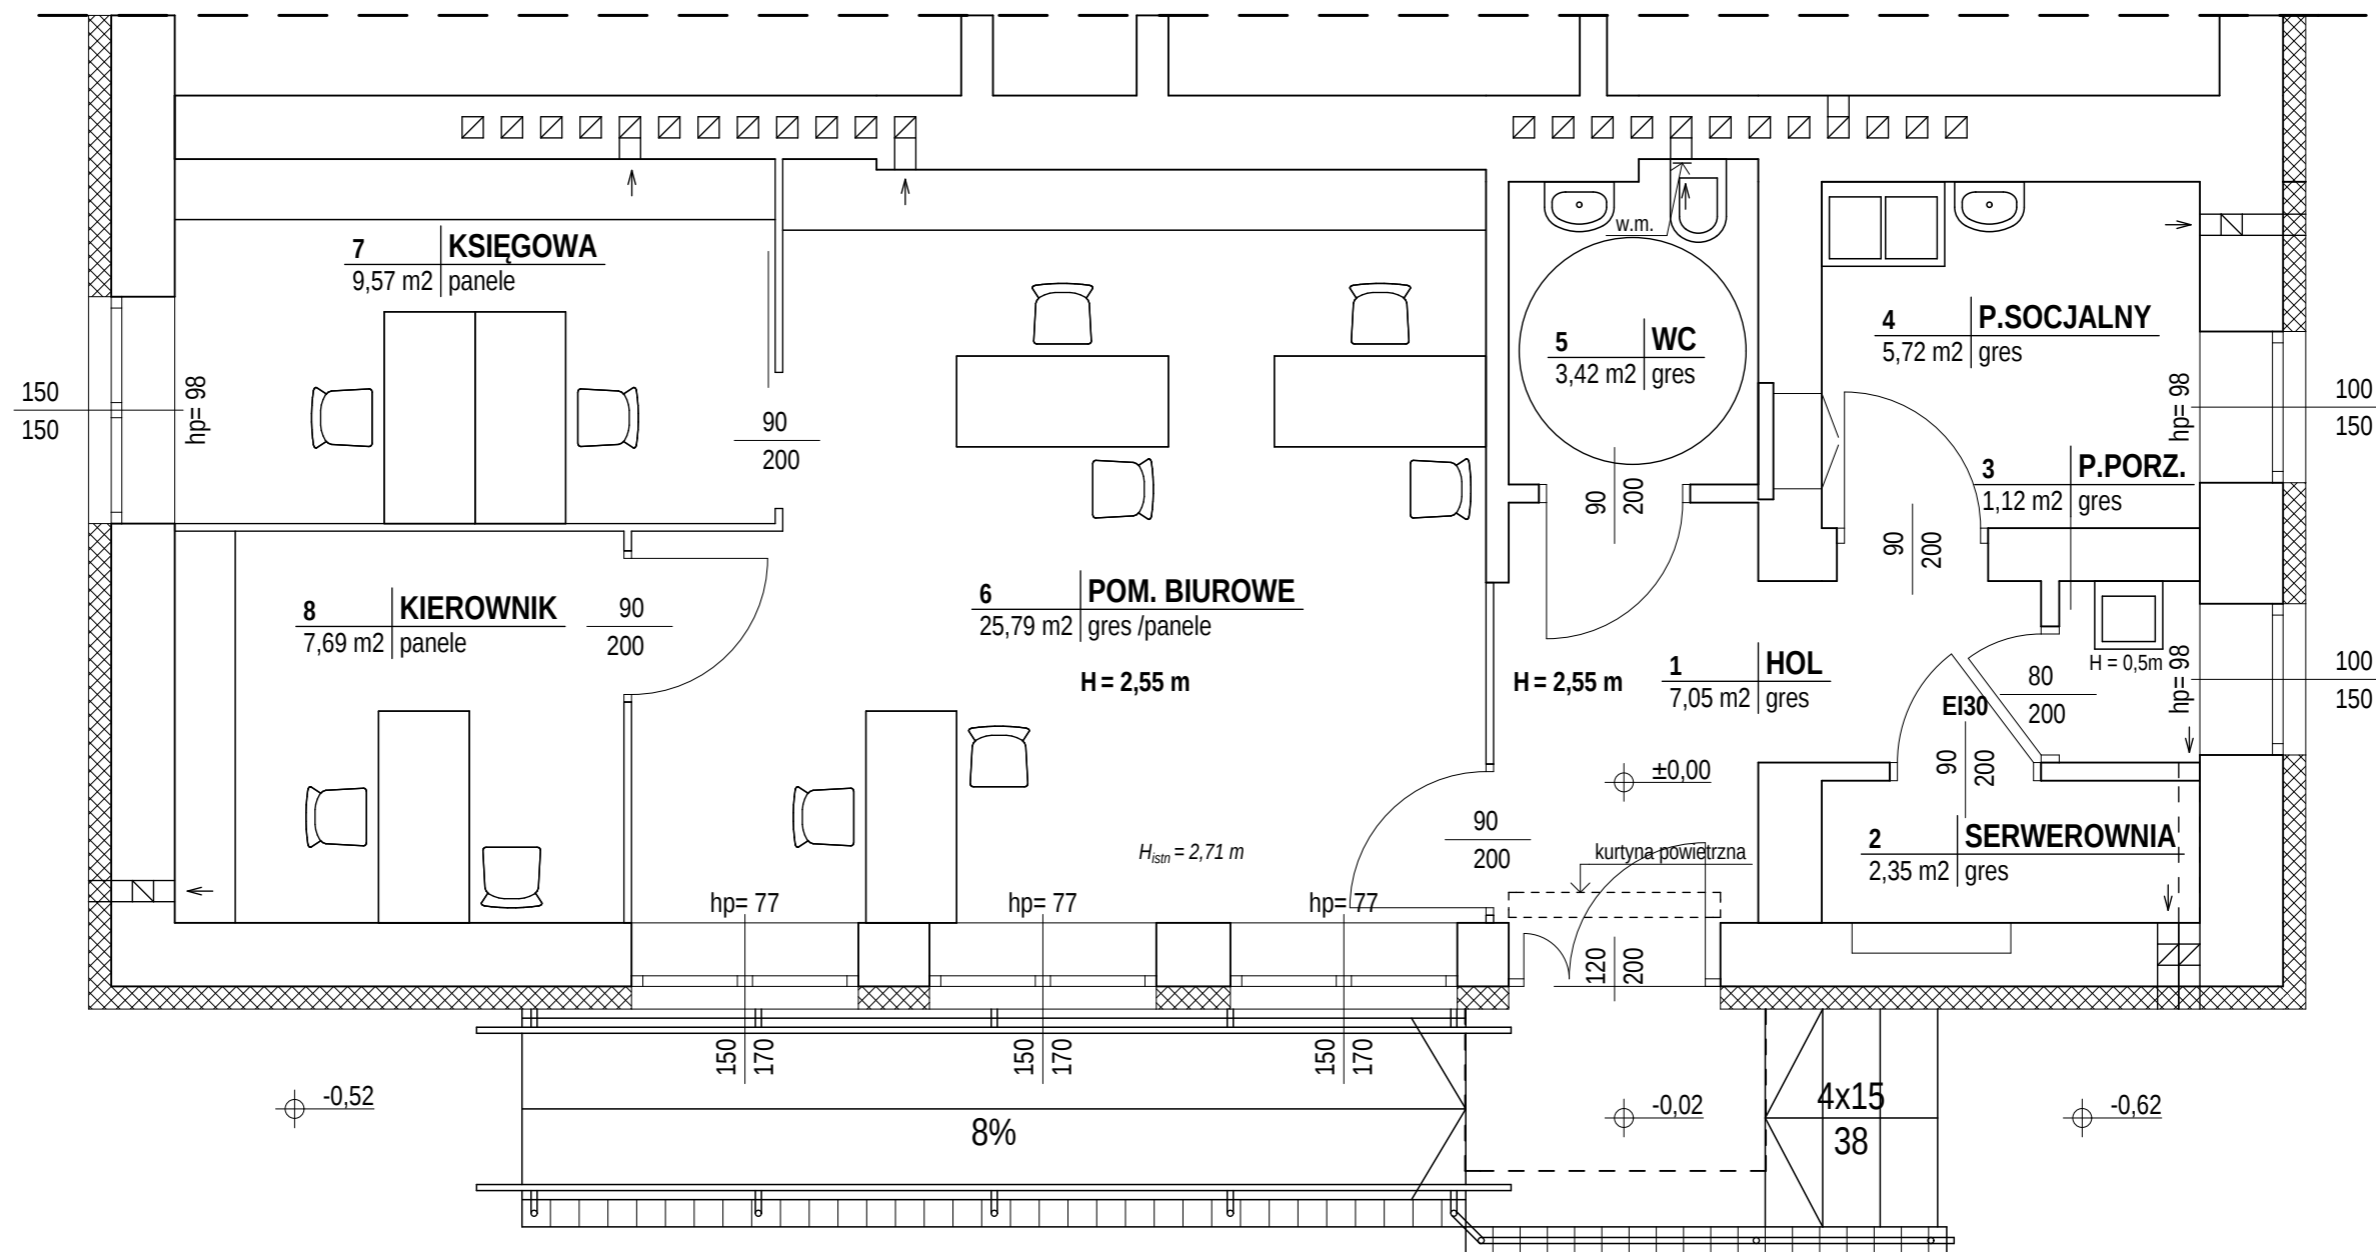 7 KSIĘGOWA
9,57 m2 panele
w.m.
5 WC
3,42 m2 gres
4 P.SOCJALNY
5,72 m2 gres
150
150
hp= 98
90
200
hp= 98
100
150
3 P.PORZ.
1,12 m2 gres
90
200
90
200
8 KIEROWNIK
7,69 m2 panele
90
200
6 POM. BIUROWE
25,79 m2 gres /panele
H = 2,55 m
H = 2,55 m
1 HOL
7,05 m2 gres
H = 0,5m
80
200
hp= 98
100
150
EI30
90
200
±0,00
90
200
2 SERWEROWNIA
2,35 m2 gres
Histn = 2,71 m
kurtyna powietrzna
hp= 77
hp= 77
hp= 77
120
200
150
170
150
170
150
170
-0,52
8%
-0,02
4x15
38
-0,62